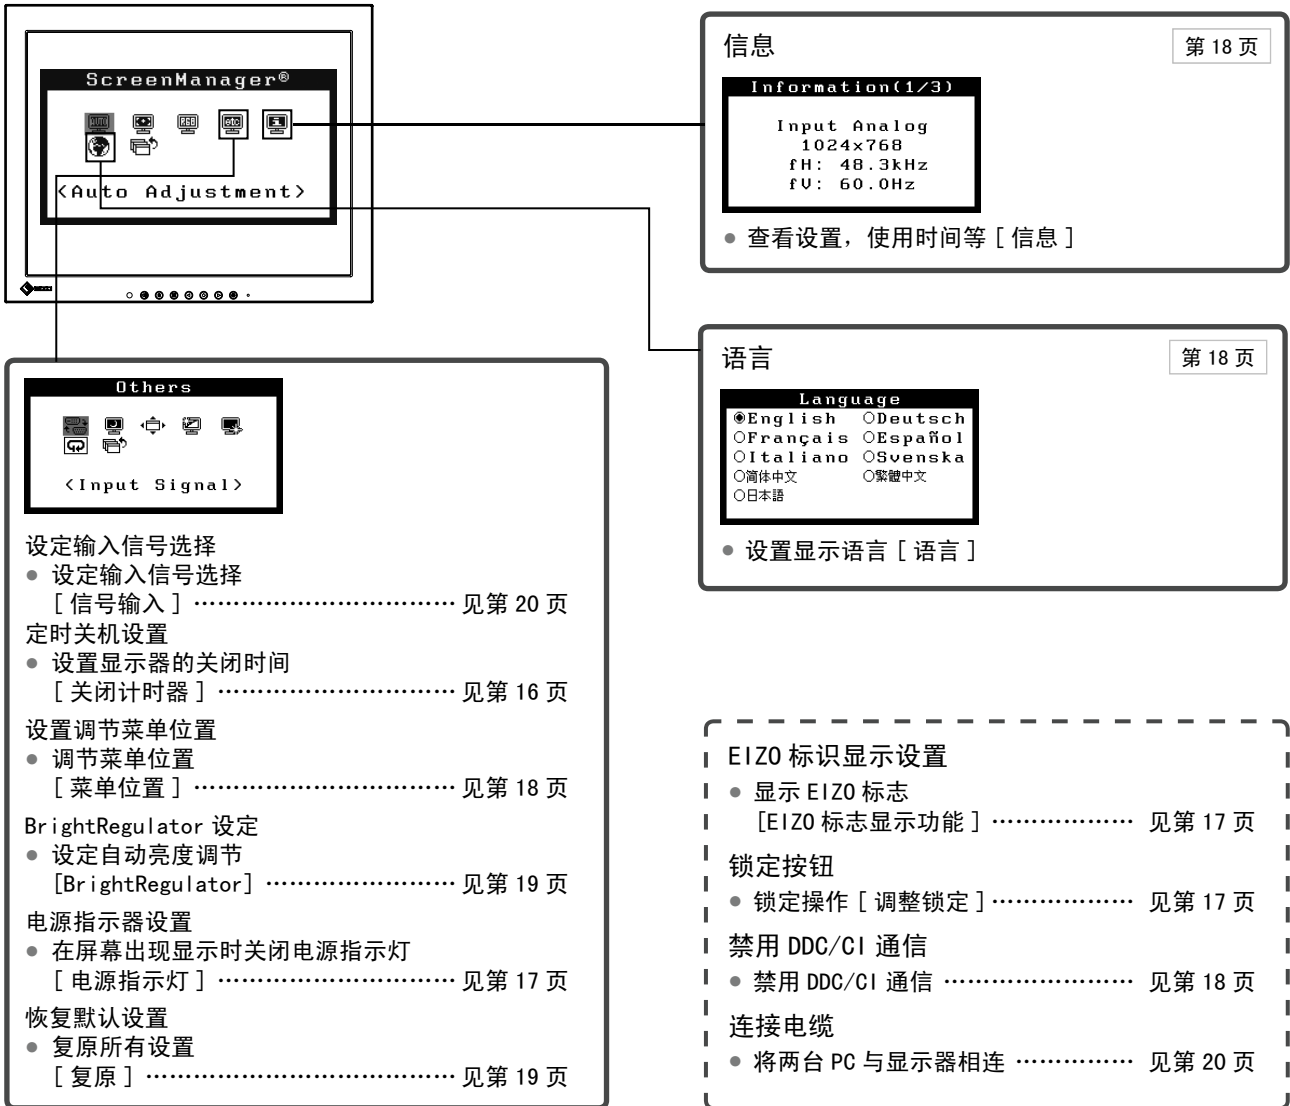 ScreenManager®
<Auto Adjustment>
信息
第 18 页
Information(1/3)
Input Analog
1024x768
fH: 48.3kHz
fV: 60.0Hz
● 查看设置，使用时间等 [ 信息 ]
语言
第 18 页
Language
English Deutsch
Français Español
Italiano Svenska
简体中文 繁體中文
日本語
● 设置显示语言 [ 语言 ]
Others
<Input Signal>
设定输入信号选择
● 设定输入信号选择
[ 信号输入 ] …………………………… 见第 20 页
定时关机设置
● 设置显示器的关闭时间
[ 关闭计时器 ] ………………………… 见第 16 页
设置调节菜单位置
● 调节菜单位置
[ 菜单位置 ] …………………………… 见第 18 页
BrightRegulator 设定
● 设定自动亮度调节
[BrightRegulator] …………………… 见第 19 页
电源指示器设置
● 在屏幕出现显示时关闭电源指示灯
[ 电源指示灯 ] ………………………… 见第 17 页
恢复默认设置
● 复原所有设置
[ 复原 ] ………………………………… 见第 19 页
EIZO 标识显示设置
● 显示 EIZO 标志
[EIZO 标志显示功能 ] ……………… 见第 17 页
锁定按钮
● 锁定操作 [ 调整锁定 ] ……………… 见第 17 页
禁用 DDC/CI 通信
● 禁用 DDC/CI 通信 …………………… 见第 18 页
连接电缆
● 将两台 PC 与显示器相连 …………… 见第 20 页